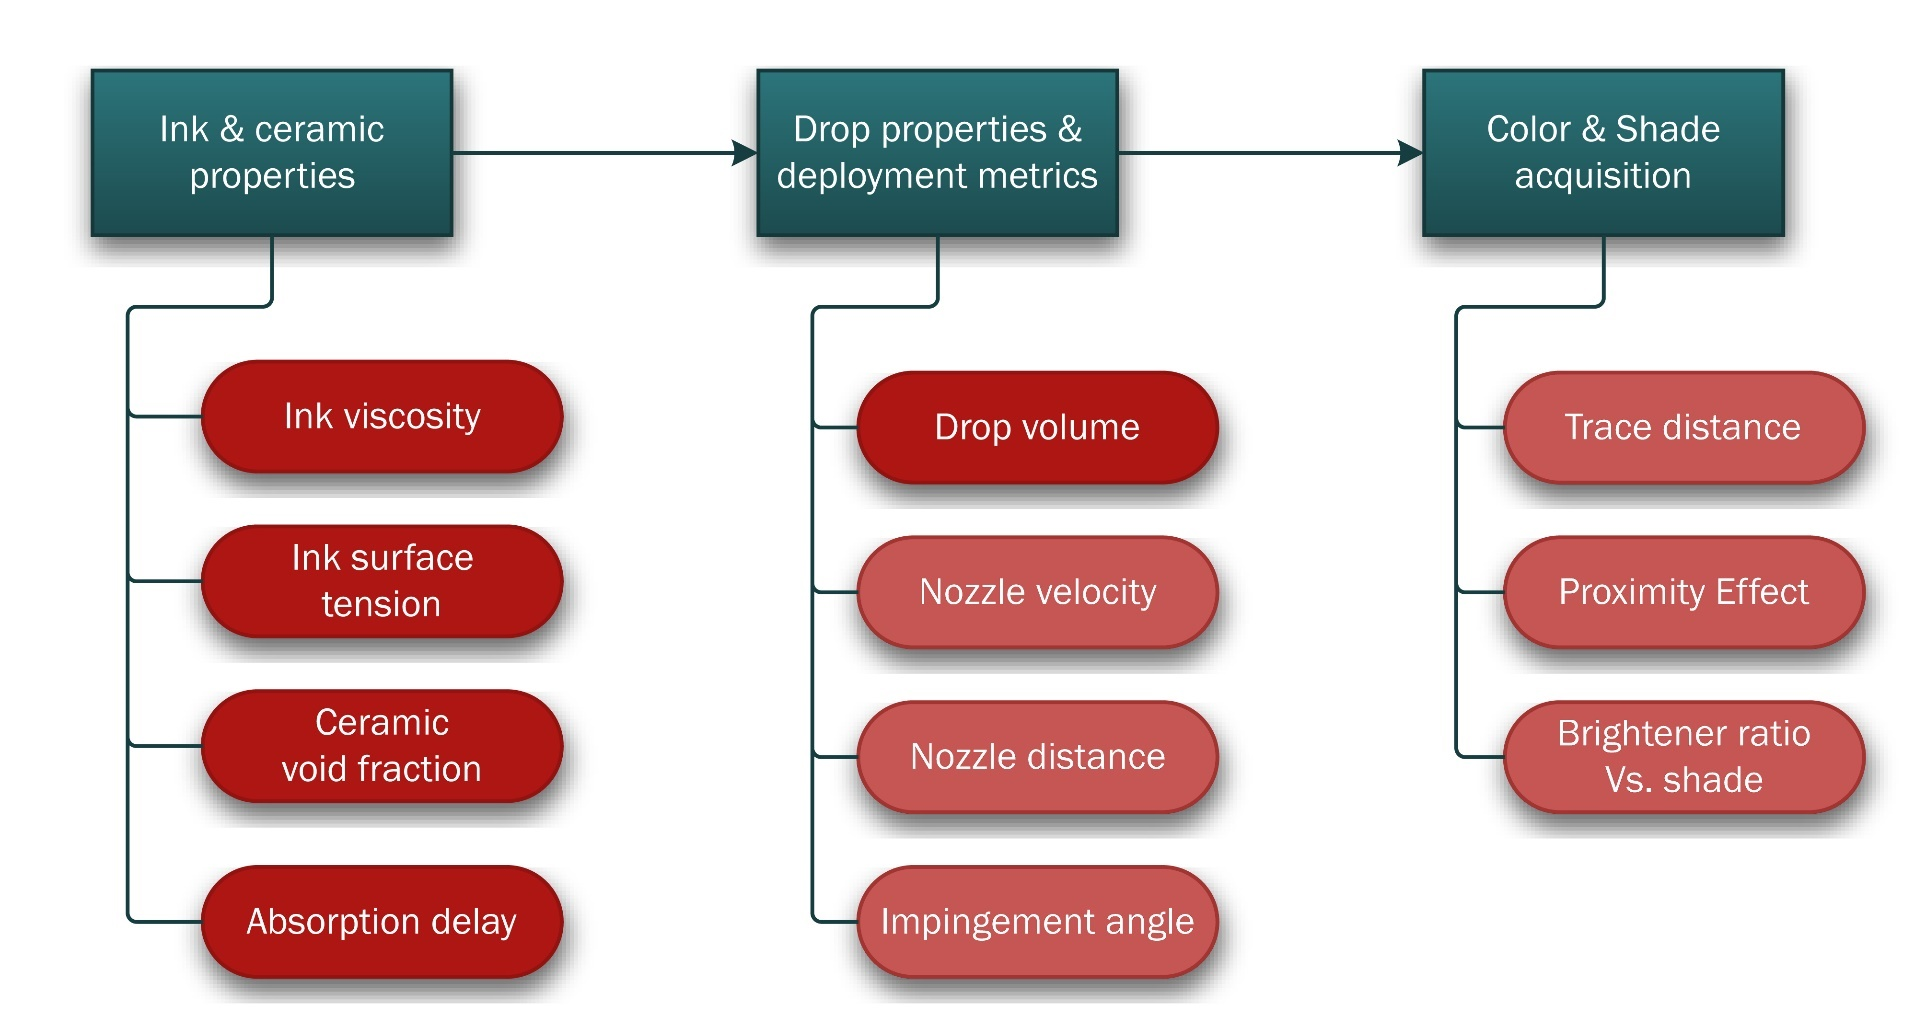 Ink & ceramic
properties
Drop properties &
deployment metrics
Color & Shade
acquisition
Ink viscosity
Ink surface
tension
Ceramic
void fraction
Absorption delay
Drop volume
Nozzle velocity
Nozzle distance
Impingement angle
Trace distance
Proximity Effect
Brightener ratio
Vs. shade